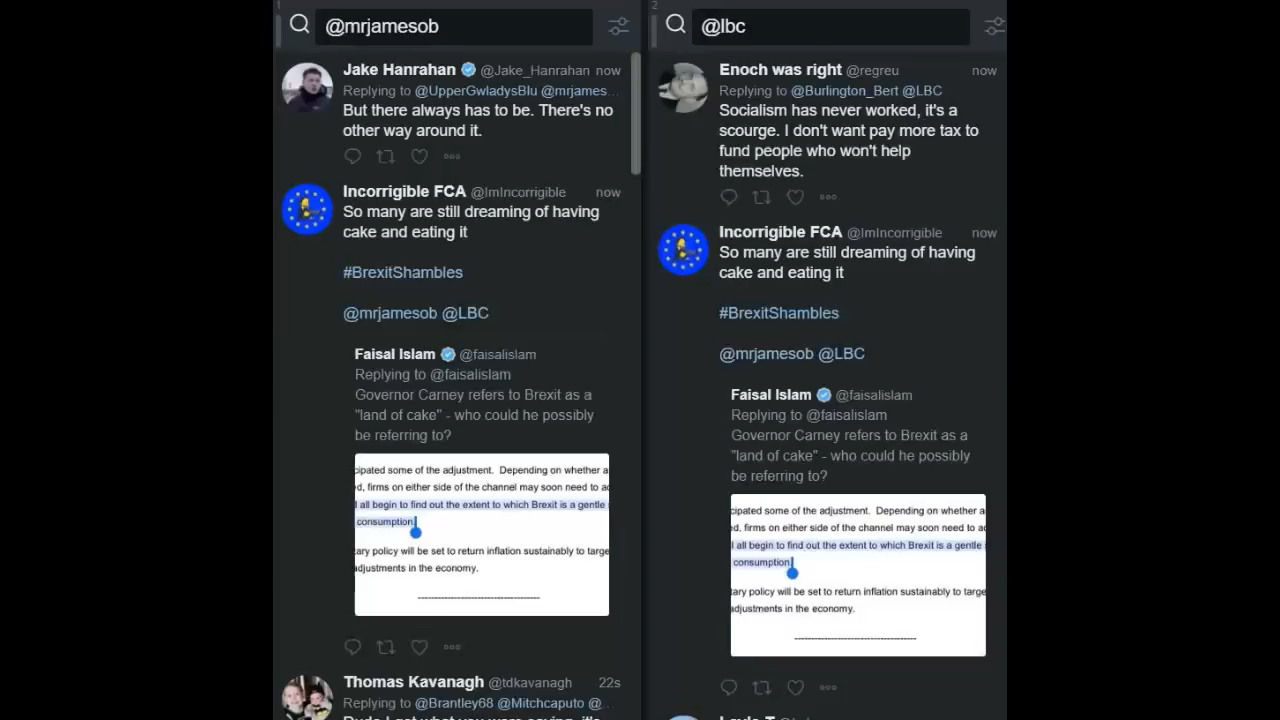 1
@mrjamesob
Jake Hanrahan @Jake_Hanrahan now
Replying to @UpperGwladysBlu @mrjames...
But there always has to be. There's no
other way around it.
Incorrigible FCA @ImIncorrigible now
So many are still dreaming of having
cake and eating it
#BrexitShambles
@mrjamesob @LBC
Faisal Islam @faisalislam
Replying to @faisalislam
Governor Carney refers to Brexit as a
"land of cake" - who could he possibly
be referring to?
cipated some of the adjustment. Depending on whether a
d, firms on either side of the channel may soon need to ac
l all begin to find out the extent to which Brexit is a gentle s
consumption.
tary policy will be set to return inflation sustainably to targe
adjustments in the economy.
------------------------------------
Thomas Kavanagh @tdkavanagh 22s
Replying to @Brantley68 @Mitchcaputo @...
2
@lbc
Enoch was right @regreu now
Replying to @Burlington_Bert @LBC
Socialism has never worked, it's a
scourge. I don't want pay more tax to
fund people who won't help
themselves.
Incorrigible FCA @ImIncorrigible now
So many are still dreaming of having
cake and eating it
#BrexitShambles
@mrjamesob @LBC
Faisal Islam @faisalislam
Replying to @faisalislam
Governor Carney refers to Brexit as a
"land of cake" - who could he possibly
be referring to?
cipated some of the adjustment. Depending on whether a
d, firms on either side of the channel may soon need to ac
l all begin to find out the extent to which Brexit is a gentle s
consumption.
tary policy will be set to return inflation sustainably to targe
adjustments in the economy.
------------------------------------